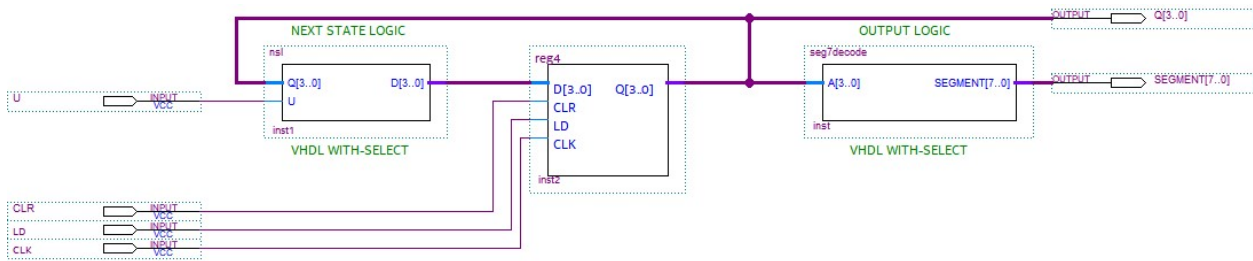 OUTPUT Q[3..0]
NEXT STATE LOGIC
OUTPUT LOGIC
nsl
reg4
seg7decode
Q[3..0] D[3..0]
U
D[3..0] Q[3..0]
CLR
LD
CLK
A[3..0] SEGMENT[7..0]
OUTPUT SEGMENT[7..0]
U INPUT VCC
inst1
inst2
inst
VHDL WITH-SELECT
VHDL WITH-SELECT
CLR INPUT VCC
LD INPUT VCC
CLK INPUT VCC